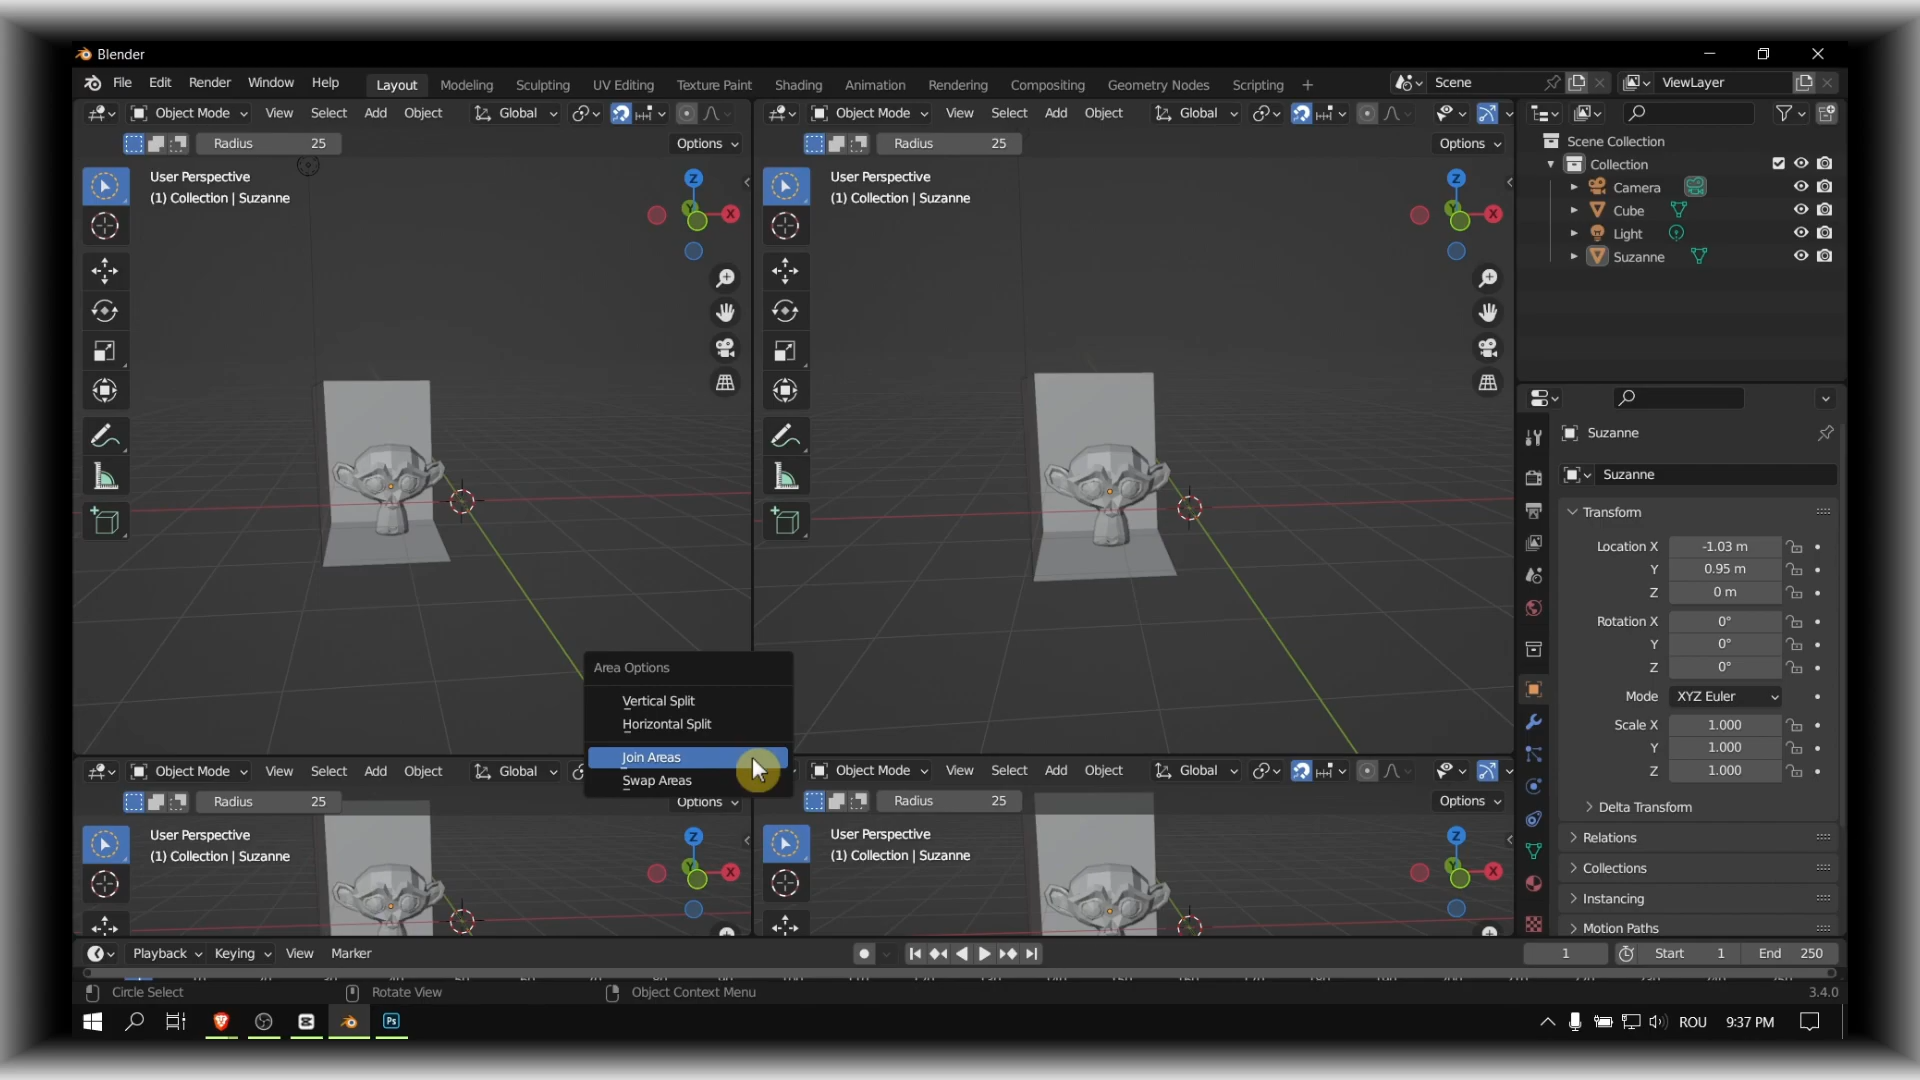 Blender
File Edit Render Window Help Layout Modeling Sculpting UV Editing Texture Paint Shading Animation Rendering Compositing Geometry Nodes Scripting + Scene ViewLayer
Object Mode View Select Add Object Global
Radius 25 Options
User Perspective
(1) Collection | Suzanne
Z
Y X
Object Mode View Select Add Object Global
Radius 25 Options
User Perspective
(1) Collection | Suzanne
Z
Y X
Scene Collection
Collection
Camera
Cube
Light
Suzanne
Suzanne
Suzanne
Transform
Location X -1.03 m
Y 0.95 m
Z 0 m
Rotation X 0°
Y 0°
Z 0°
Mode XYZ Euler
Scale X 1.000
Y 1.000
Z 1.000
Delta Transform
Relations
Collections
Instancing
Motion Paths
Area Options
Vertical Split
Horizontal Split
Join Areas
Swap Areas
Object Mode View Select Add Object Global
Radius 25 Options
User Perspective
(1) Collection | Suzanne
Z
Y X
Object Mode View Select Add Object Global
Radius 25 Options
User Perspective
(1) Collection | Suzanne
Z
Y X
Playback Keying View Marker 1 Start 1 End 250
Circle Select Rotate View Object Context Menu 3.4.0
Ps ROU 9:37 PM